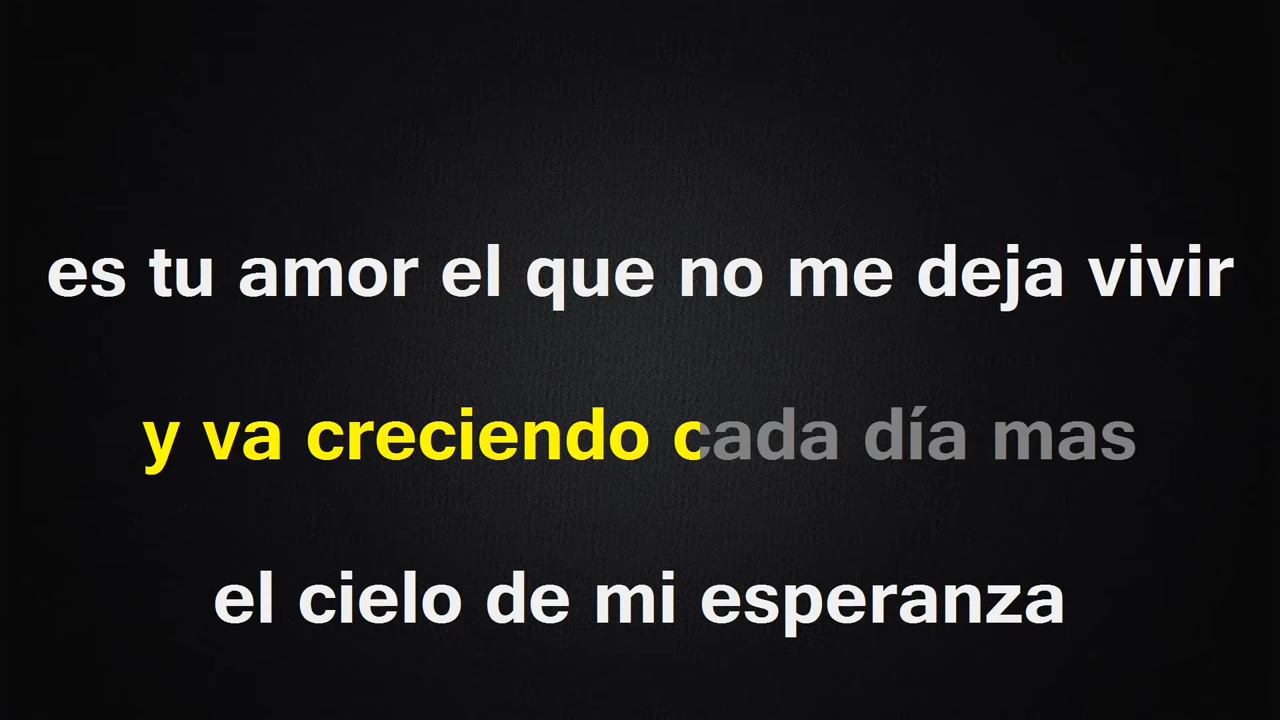 es tu amor el que no me deja vivir
y va creciendo cada día mas
el cielo de mi esperanza